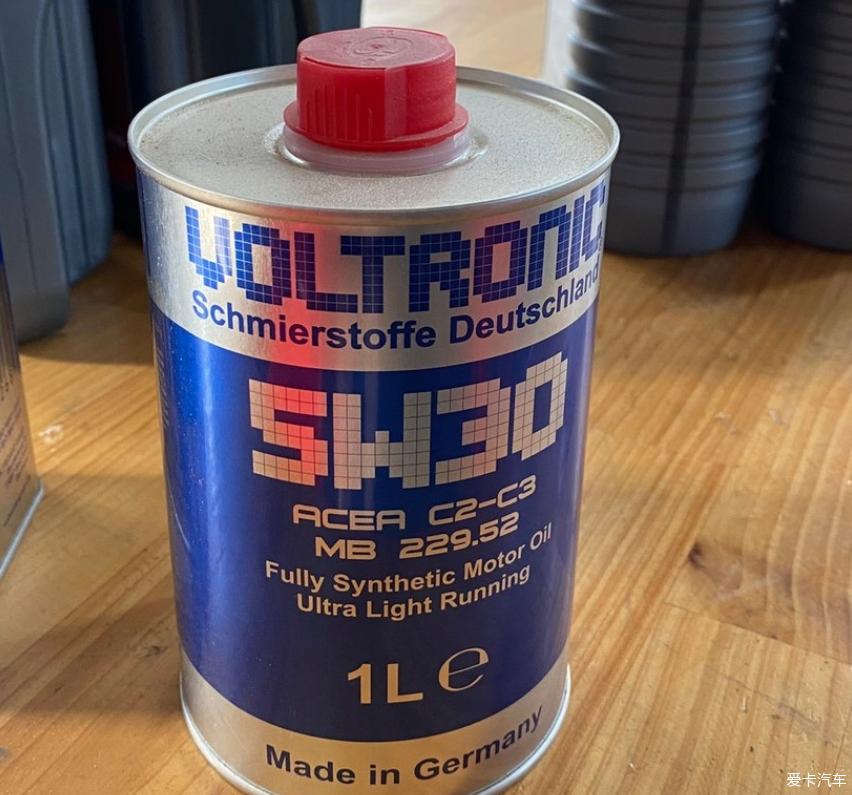 VOLTRONIC
Schmierstoffe Deutschland
5W30
ACEA C2-C3
MB 229.52
Fully Synthetic Motor Oil
Ultra Light Running
1L e
Made in Germany
爱卡汽车